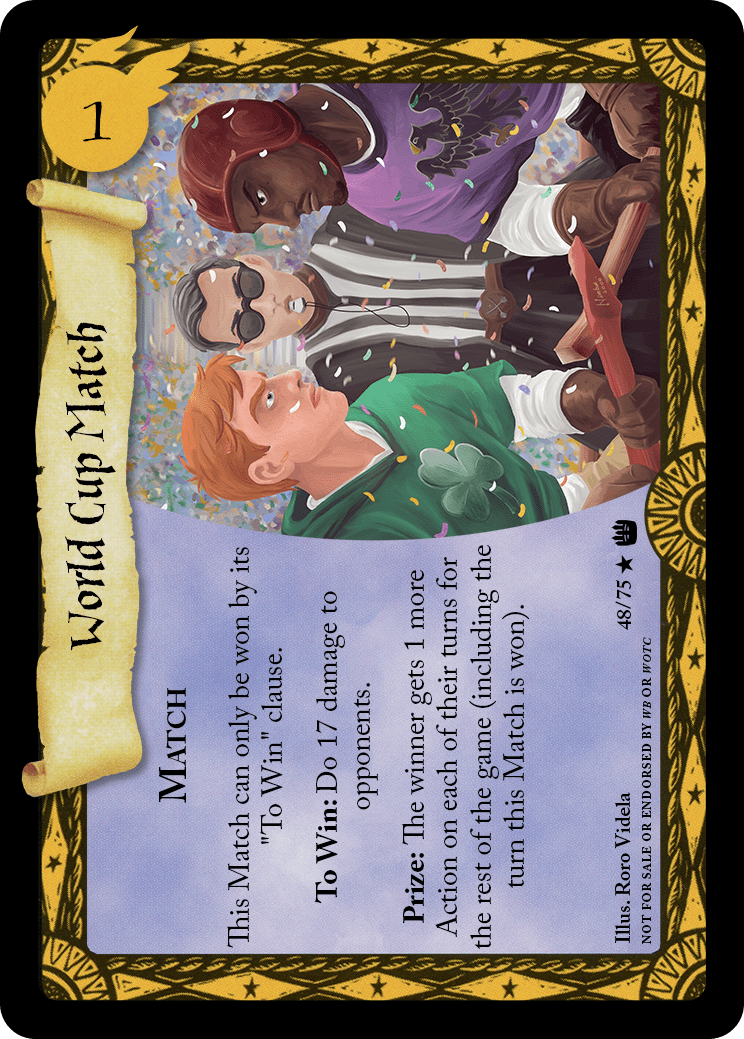 1
World Cup Match
MATCH
This Match can only be won by its
"To Win" clause.
To Win: Do 17 damage to
opponents.
Prize: The winner gets 1 more
Action on each of their turns for
the rest of the game (including the
turn this Match is won).
Illus. Roro Videla
48/75 ★
NOT FOR SALE OR ENDORSED BY WB OR WOTC